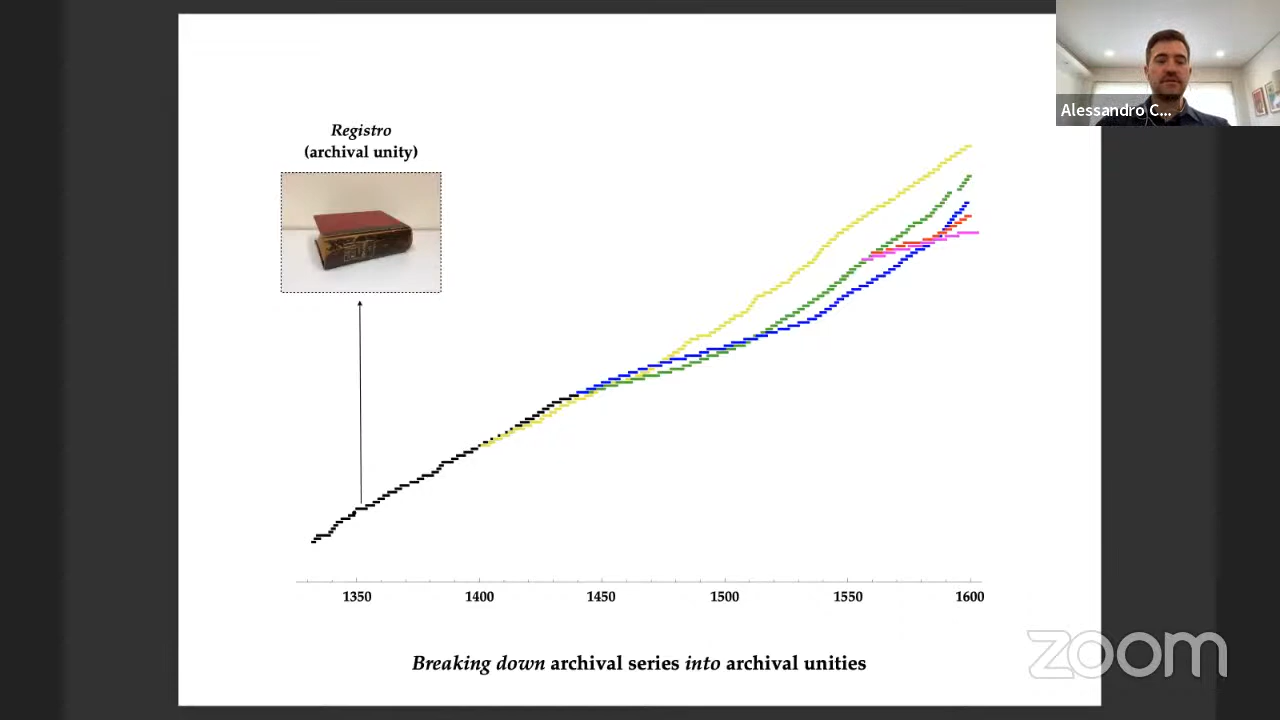 Alessandro C...
Registro
(archival unity)
1350 1400 1450 1500 1550 1600
Breaking down archival series into archival unities
zoom